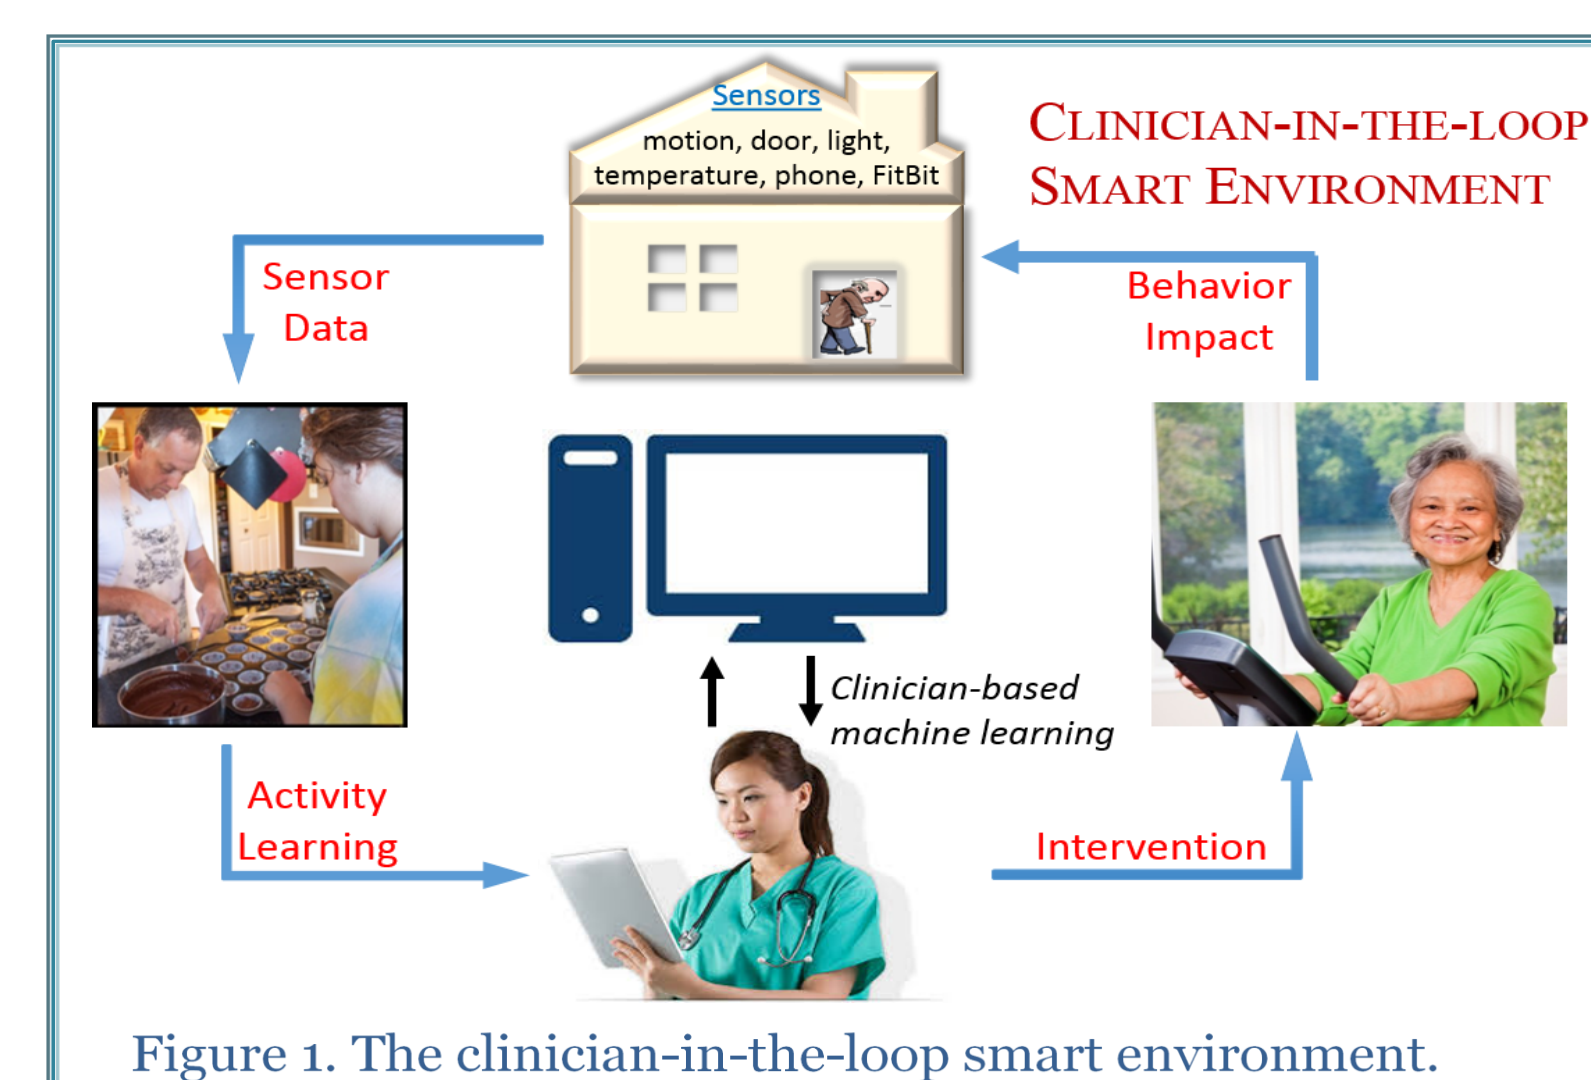 Sensors
motion, door, light,
temperature, phone, FitBit
CLINICIAN-IN-THE-LOOP
SMART ENVIRONMENT
Sensor
Data
Behavior
Impact
Clinician-based
machine learning
Activity
Learning
Intervention
Figure 1. The clinician-in-the-loop smart environment.